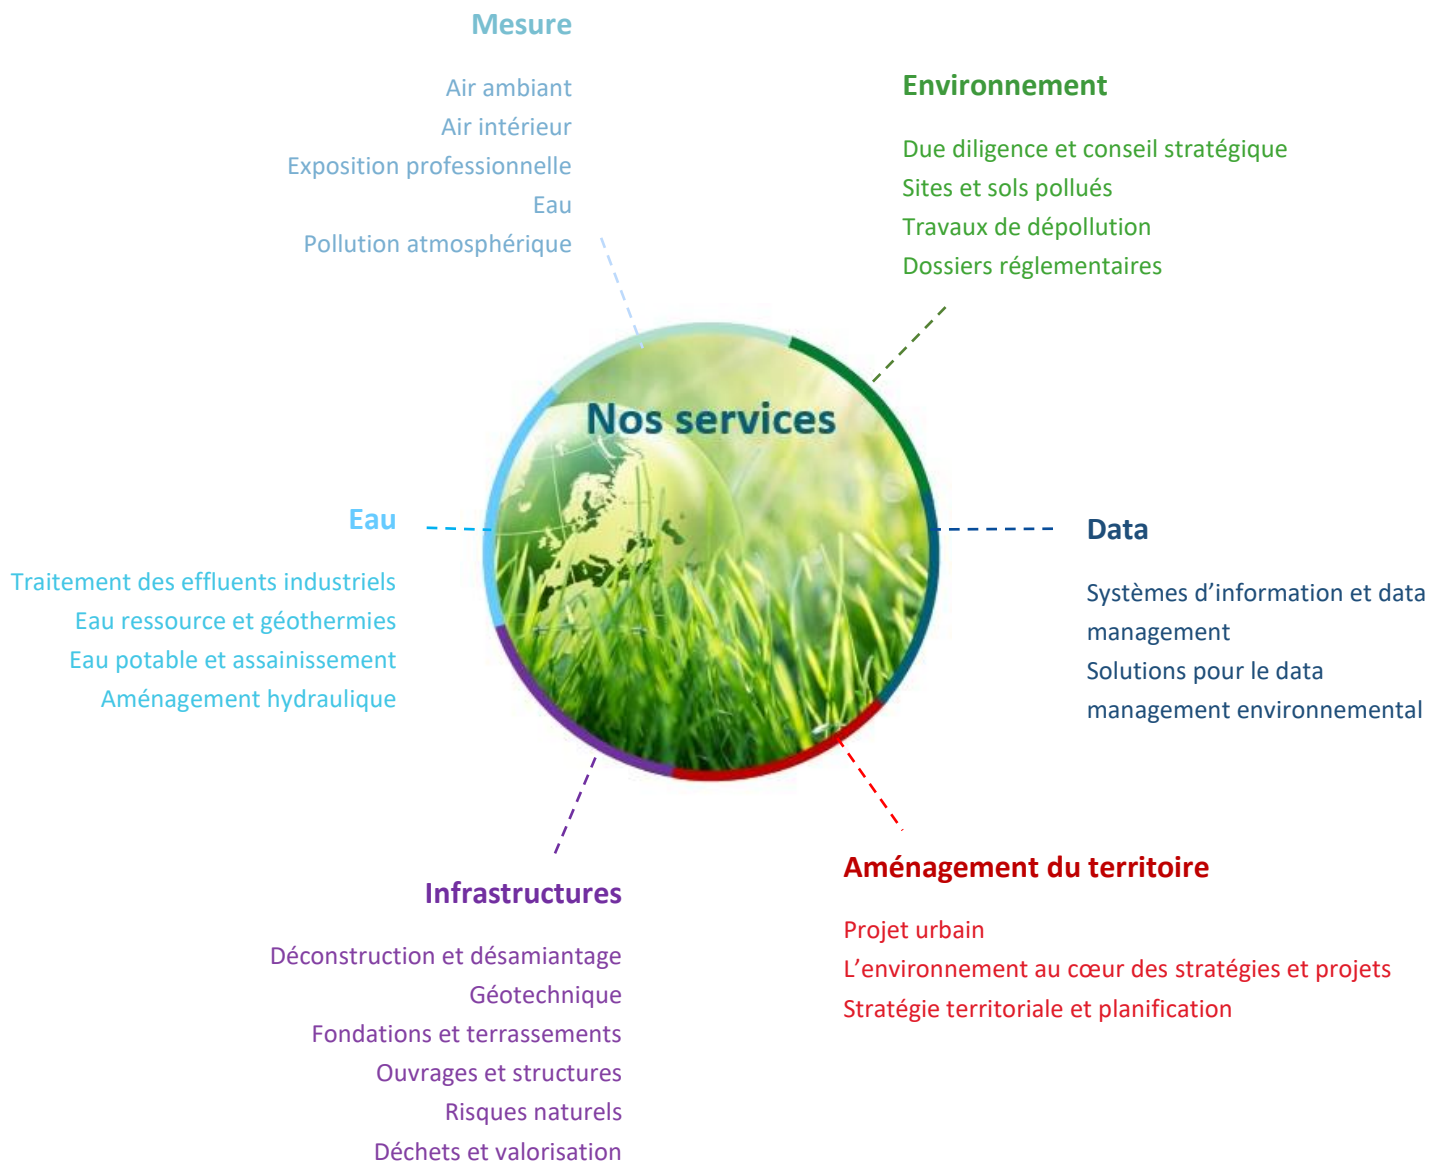 Mesure
Air ambiant
Air intérieur
Exposition professionnelle
Eau
Pollution atmosphérique
Environnement
Due diligence et conseil stratégique
Sites et sols pollués
Travaux de dépollution
Dossiers réglementaires
Nos services
Eau
Traitement des effluents industriels
Eau ressource et géothermies
Eau potable et assainissement
Aménagement hydraulique
Data
Systèmes d’information et data
management
Solutions pour le data
management environnemental
Infrastructures
Déconstruction et désamiantage
Géotechnique
Fondations et terrassements
Ouvrages et structures
Risques naturels
Déchets et valorisation
Aménagement du territoire
Projet urbain
L’environnement au cœur des stratégies et projets
Stratégie territoriale et planification